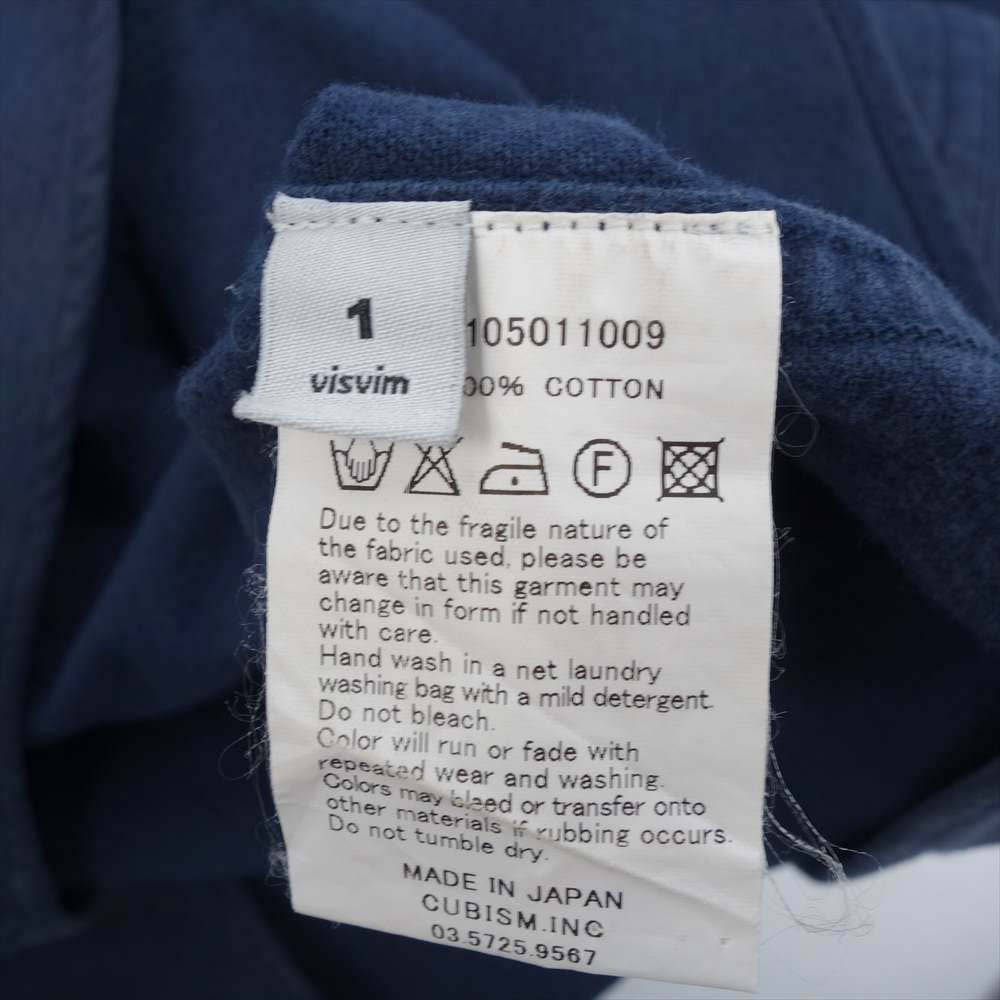 1
visvim
105011009
00% COTTON
F
Due to the fragile nature of
the fabric used, please be
aware that this garment may
change in form if not handled
with care.
Hand wash in a net laundry
washing bag with a mild detergent.
Do not bleach.
Color will run or fade with
repeated wear and washing.
Colors may bleed or transfer onto
other materials if rubbing occurs.
Do not tumble dry.
MADE IN JAPAN
CUBISM.INC
03.5725.9567